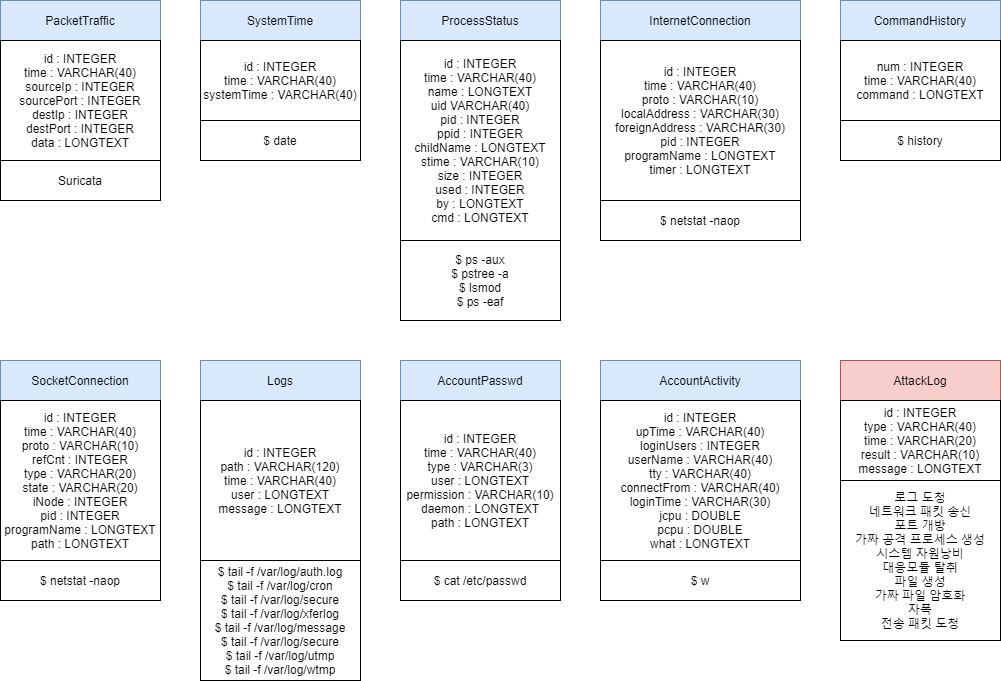 PacketTraffic
id : INTEGER
time : VARCHAR(40)
sourceIp : INTEGER
sourcePort : INTEGER
destIp : INTEGER
destPort : INTEGER
data : LONGTEXT
Suricata
SystemTime
id : INTEGER
time : VARCHAR(40)
systemTime : VARCHAR(40)
$ date
ProcessStatus
id : INTEGER
time : VARCHAR(40)
name : LONGTEXT
uid VARCHAR(40)
pid : INTEGER
ppid : INTEGER
childName : LONGTEXT
stime : VARCHAR(10)
size : INTEGER
used : INTEGER
by : LONGTEXT
cmd : LONGTEXT
$ ps -aux
$ pstree -a
$ lsmod
$ ps -eaf
InternetConnection
id : INTEGER
time : VARCHAR(40)
proto : VARCHAR(10)
localAddress : VARCHAR(30)
foreignAddress : VARCHAR(30)
pid : INTEGER
programName : LONGTEXT
timer : LONGTEXT
$ netstat -naop
CommandHistory
num : INTEGER
time : VARCHAR(40)
command : LONGTEXT
$ history
SocketConnection
id : INTEGER
time : VARCHAR(40)
proto : VARCHAR(10)
refCnt : INTEGER
type : VARCHAR(20)
state : VARCHAR(20)
iNode : INTEGER
pid : INTEGER
programName : LONGTEXT
path : LONGTEXT
$ netstat -naop
Logs
id : INTEGER
path : VARCHAR(120)
time : VARCHAR(40)
user : LONGTEXT
message : LONGTEXT
$ tail -f /var/log/auth.log
$ tail -f /var/log/cron
$ tail -f /var/log/secure
$ tail -f /var/log/xferlog
$ tail -f /var/log/message
$ tail -f /var/log/secure
$ tail -f /var/log/utmp
$ tail -f /var/log/wtmp
AccountPasswd
id : INTEGER
time : VARCHAR(40)
type : VARCHAR(3)
user : LONGTEXT
permission : VARCHAR(10)
daemon : LONGTEXT
path : LONGTEXT
$ cat /etc/passwd
AccountActivity
id : INTEGER
upTime : VARCHAR(40)
loginUsers : INTEGER
userName : VARCHAR(40)
tty : VARCHAR(40)
connectFrom : VARCHAR(40)
loginTime : VARCHAR(30)
jcpu : DOUBLE
pcpu : DOUBLE
what : LONGTEXT
$ w
AttackLog
id : INTEGER
type : VARCHAR(40)
time : VARCHAR(20)
result : VARCHAR(10)
message : LONGTEXT
로그 도청
네트워크 패킷 송신
포트 개방
가짜 공격 프로세스 생성
시스템 자원낭비
대응모듈 탈취
파일 생성
가짜 파일 암호화
자폭
전송 패킷 도청